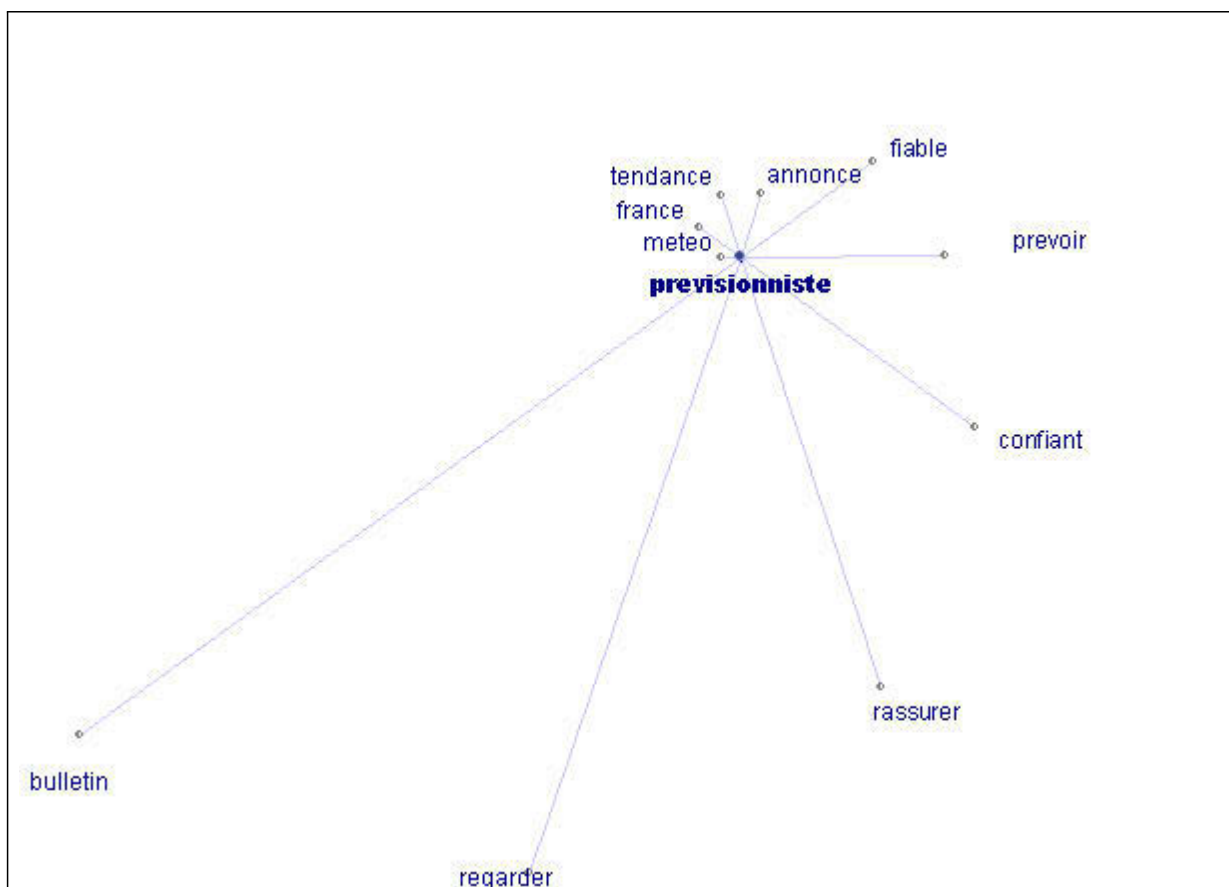 fiable
tendance
annonce
france
prevoir
meteo
previsionniste
confiant
rassurer
bulletin
regarder